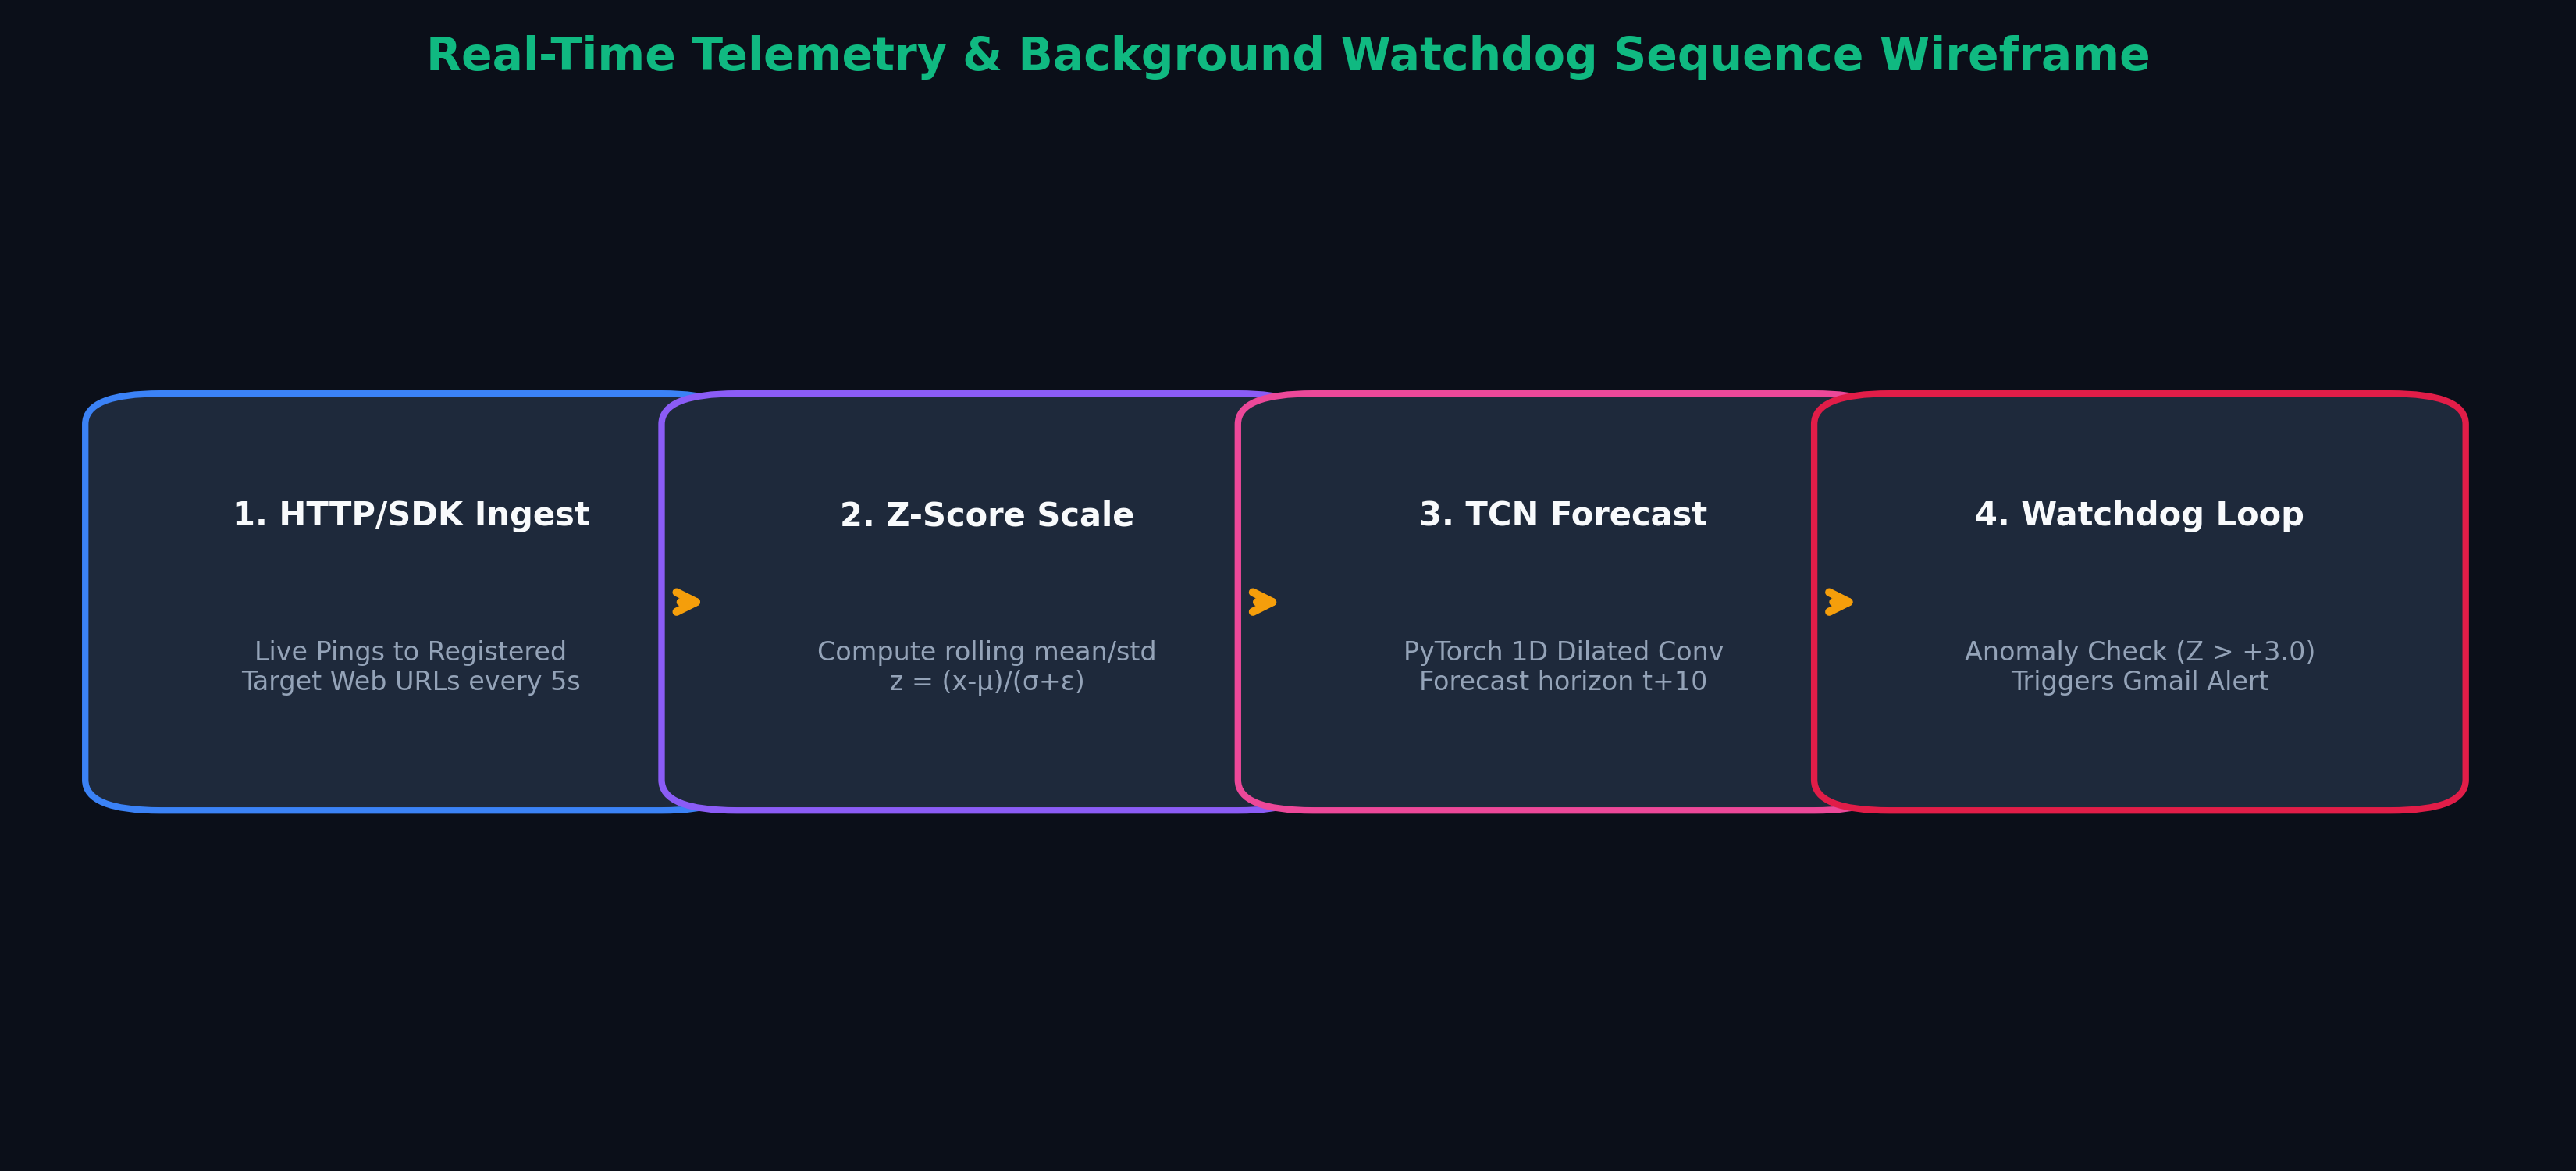 Real-Time Telemetry & Background Watchdog Sequence Wireframe
1. HTTP/SDK Ingest
Live Pings to Registered
Target Web URLs every 5s
2. Z-Score Scale
Compute rolling mean/std
z = (x-μ)/(σ+ε)
3. TCN Forecast
PyTorch 1D Dilated Conv
Forecast horizon t+10
4. Watchdog Loop
Anomaly Check (Z > +3.0)
Triggers Gmail Alert